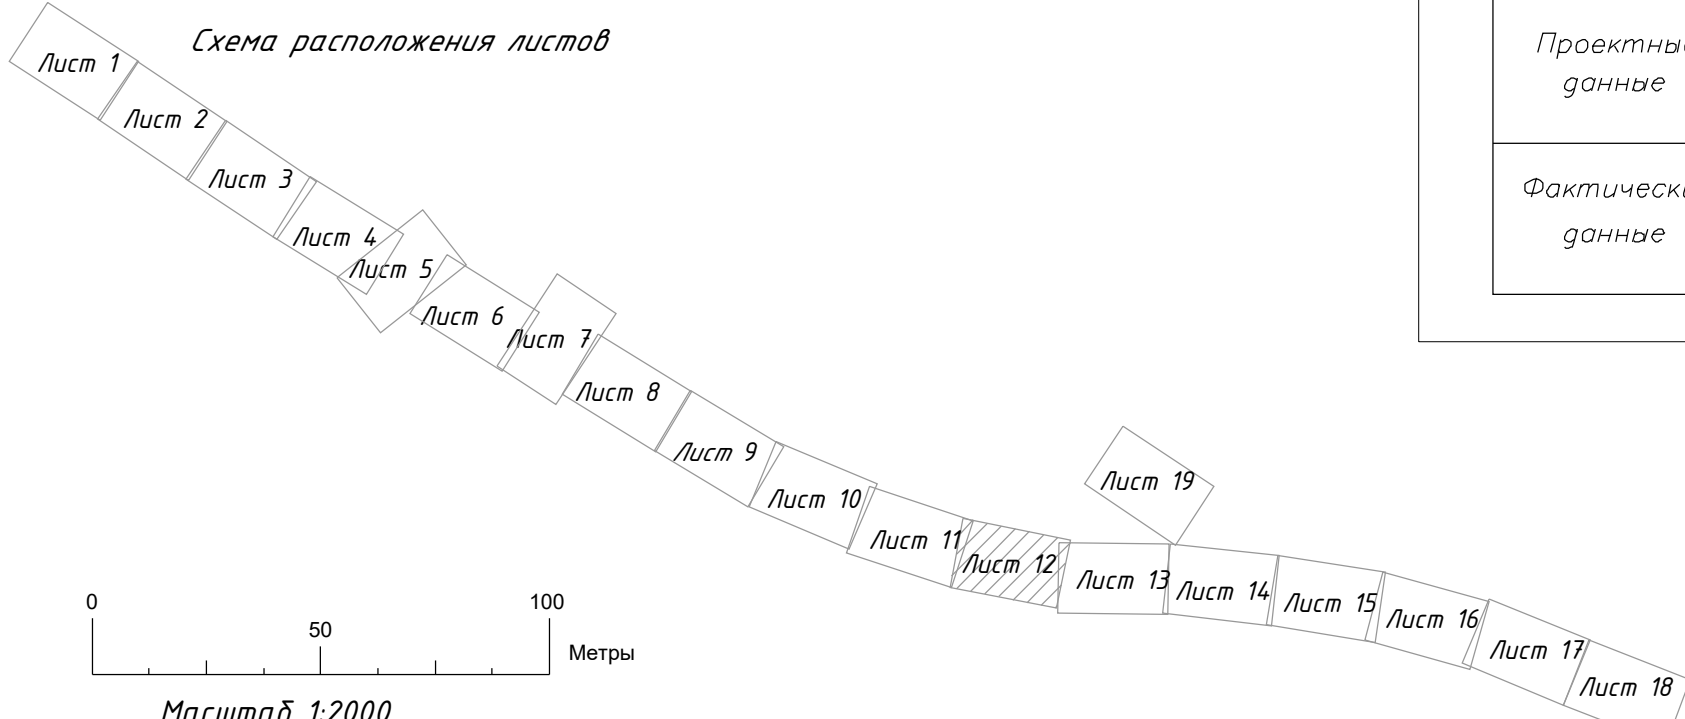 Схема расположения листов
Проектны
данные
Фактически
данные
Лист 1
Лист 2
Лист 3
Лист 4
Лист 5
Лист 6
Лист 7
Лист 8
Лист 9
Лист 10
Лист 11
Лист 12
Лист 13
Лист 14
Лист 15
Лист 16
Лист 17
Лист 18
Лист 19
0
50
100
Метры
Масштаб 1:2000